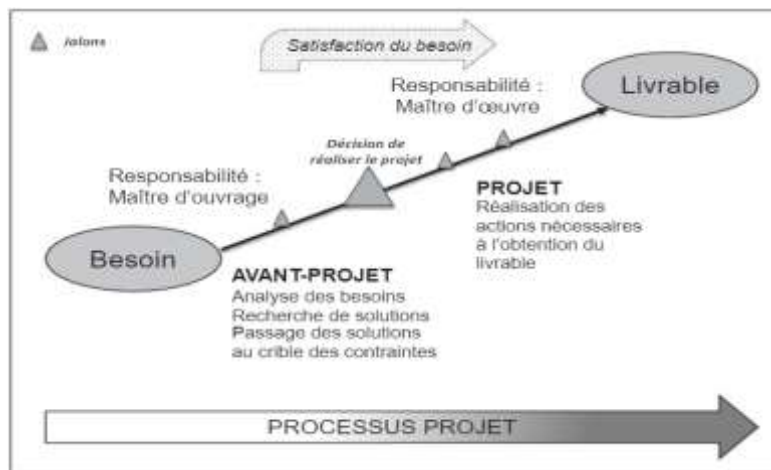 jalons
Satisfaction du besoin
Responsabilité :
Maître d'œuvre
Livrable
Décision de
réaliser le projet
Responsabilité :
Maître d'ouvrage
PROJET
Réalisation des
actions nécessaires
à l'obtention du
livrable
Besoin
AVANT-PROJET
Analyse des besoins
Recherche de solutions
Passage des solutions
au crible des contraintes
PROCESSUS PROJET